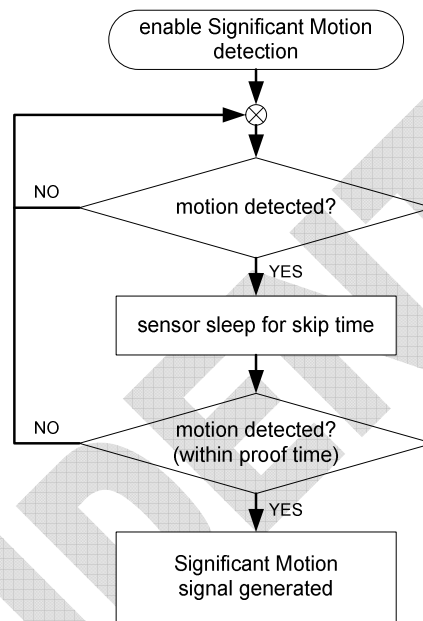 enable Significant Motion
detection
NO
motion detected?
YES
sensor sleep for skip time
NO
motion detected?
(within proof time)
YES
Significant Motion
signal generated